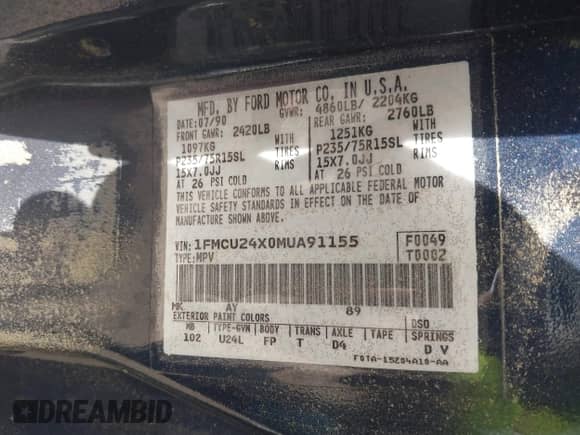 MFD. BY FORD MOTOR CO. IN U.S.A.
DATE: 07/90 GVWR: 4860LB/ 2204KG
FRONT GAWR: 2420LB REAR GAWR: 2760LB
1097KG WITH 1251KG WITH
P235/75R15SL TIRES P235/75R15SL TIRES
15X7.0JJ RIMS 15X7.0JJ RIMS
AT 26 PSI COLD AT 26 PSI COLD
THIS VEHICLE CONFORMS TO ALL APPLICABLE FEDERAL MOTOR
VEHICLE SAFETY STANDARDS IN EFFECT ON THE DATE OF
MANUFACTURE SHOWN ABOVE.
VIN: 1FMCU24X0MUA91155 F0049
TYPE: MPV T0002
MK AY 89
EXTERIOR PAINT COLORS DSO
WB TYPE-GVW BODY TRANS AXLE TAPE SPRINGS
102 U24L FP T D4 D V
F0TA-15204A10-AA
DREAMBID